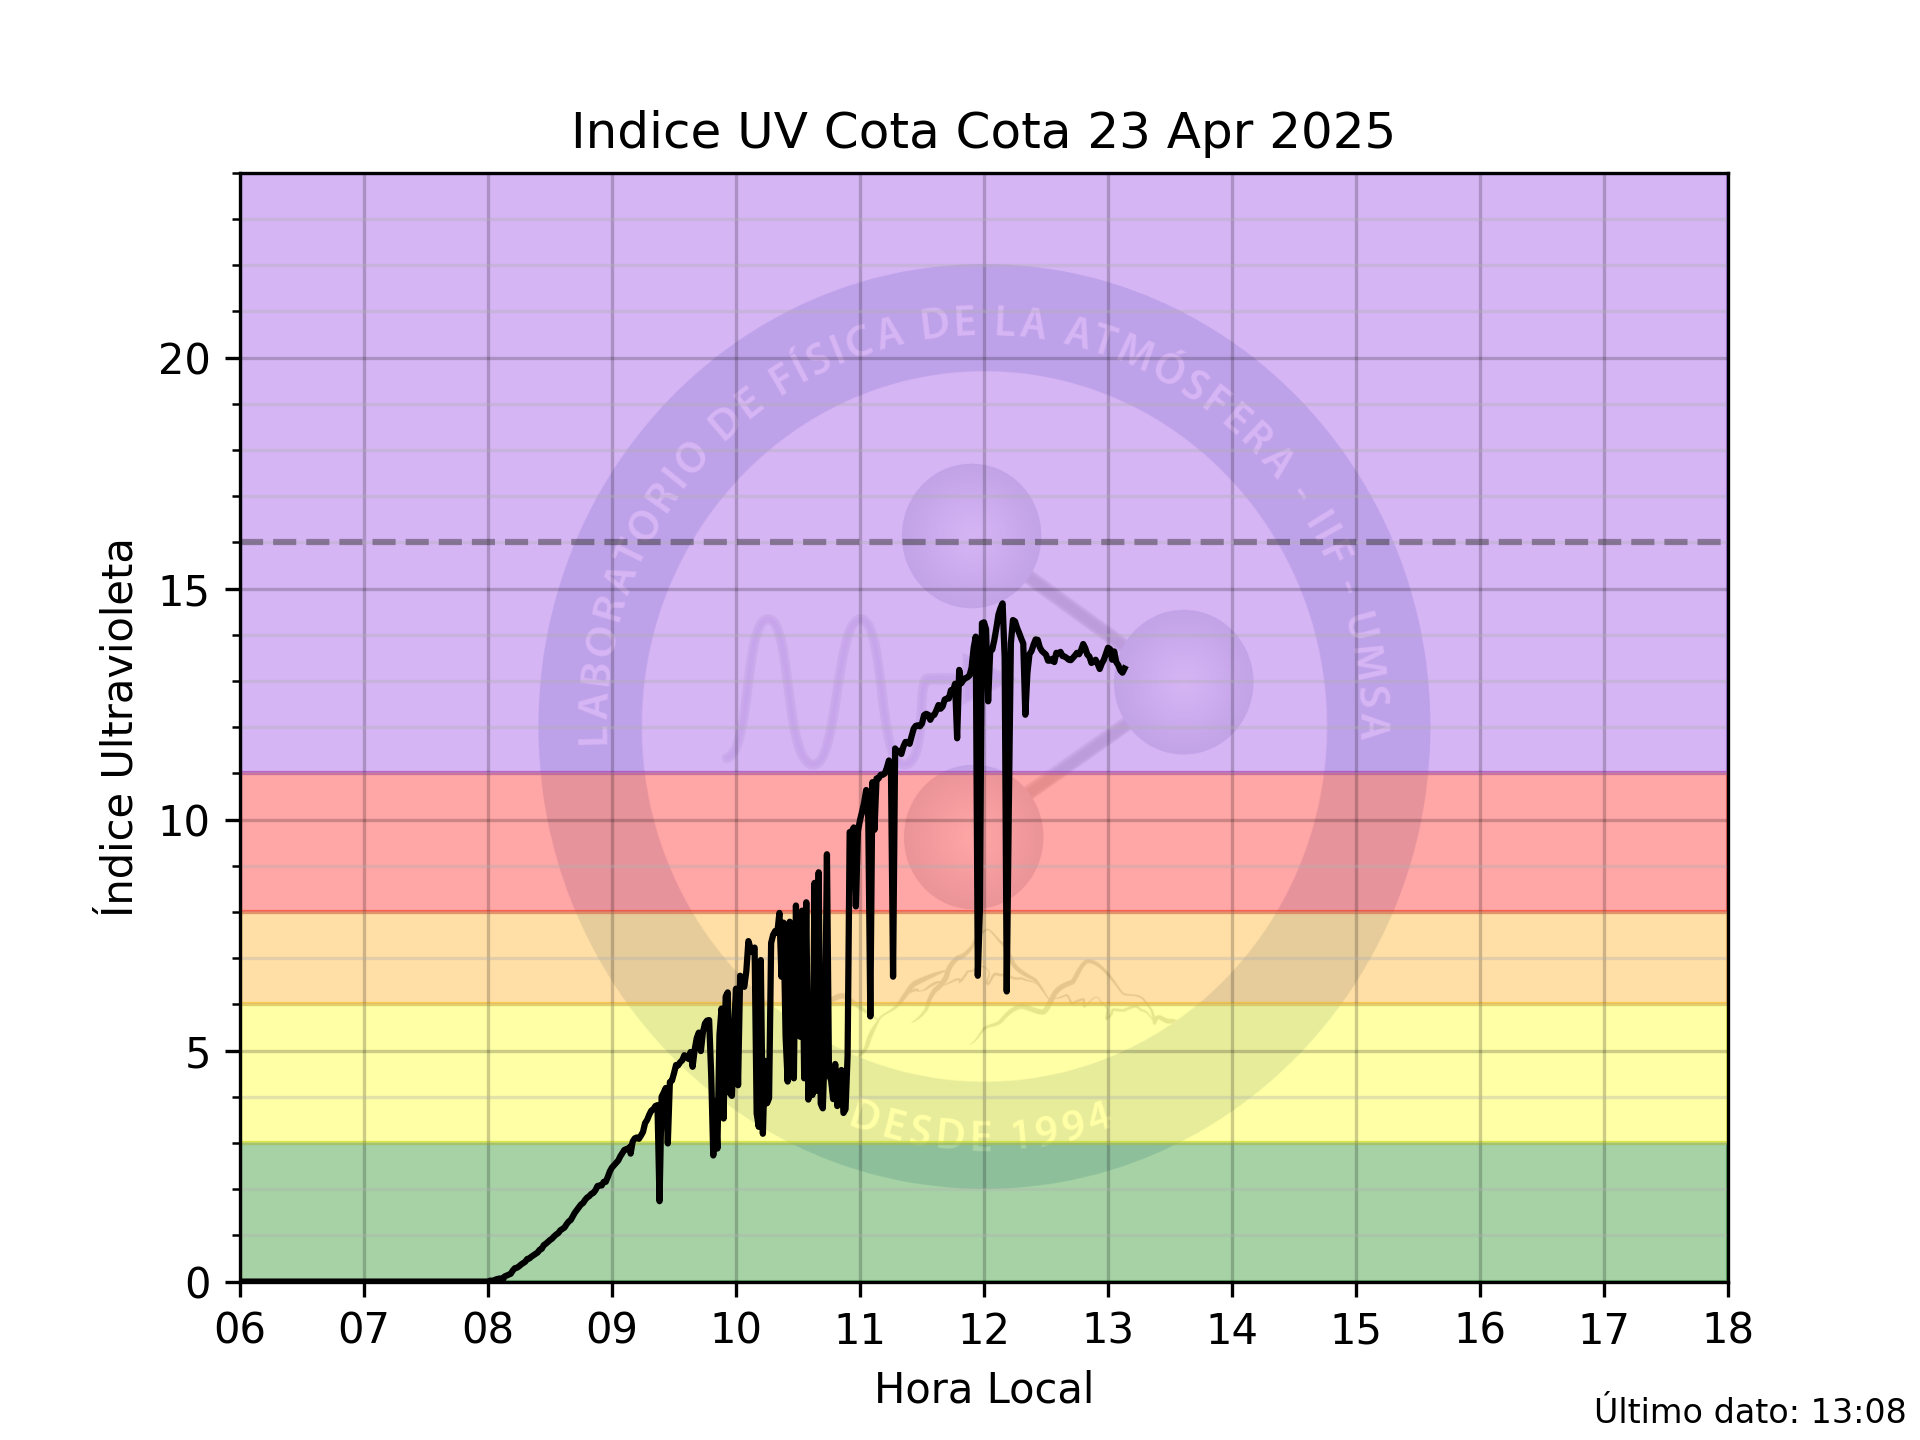 Indice UV Cota Cota 23 Apr 2025
Índice Ultravioleta
20
15
10
5
0
LABORATORIO DE FÍSICA DE LA ATMÓSFERA - IIF - UMSA
DESDE 1994
06 07 08 09 10 11 12 13 14 15 16 17 18
Hora Local
Último dato: 13:08